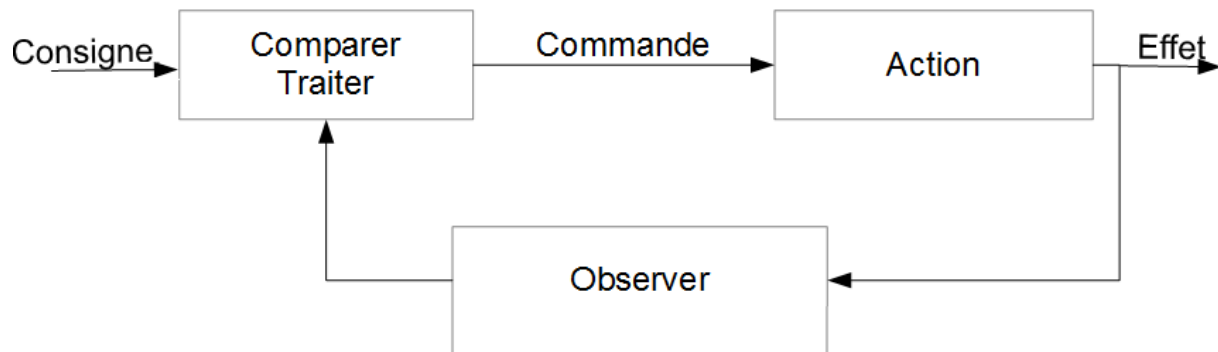 Consigne
Comparer
Traiter
Commande
Action
Effet
Observer